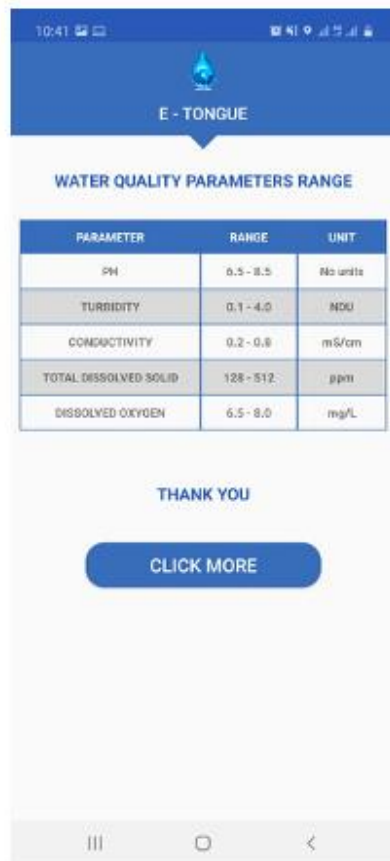 10:41
E - TONGUE
WATER QUALITY PARAMETERS RANGE
PARAMETER RANGE UNIT
PH 6.5 - 8.5 No units
TURBIDITY 0.1 - 4.0 NDU
CONDUCTIVITY 0.2 - 0.8 mS/cm
TOTAL DISSOLVED SOLID 128 - 512 ppm
DISSOLVED OXYGEN 6.5 - 8.0 mg/L
THANK YOU
CLICK MORE